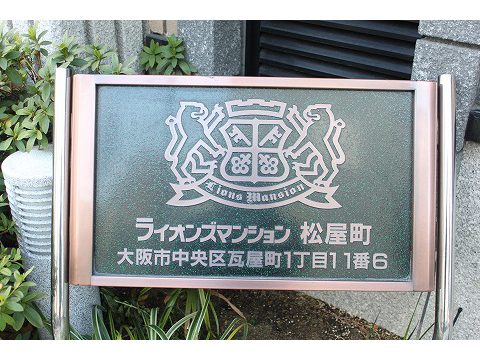 Lions Mansion
ライオンズマンション 松屋町
大阪市中央区瓦屋町1丁目11番6